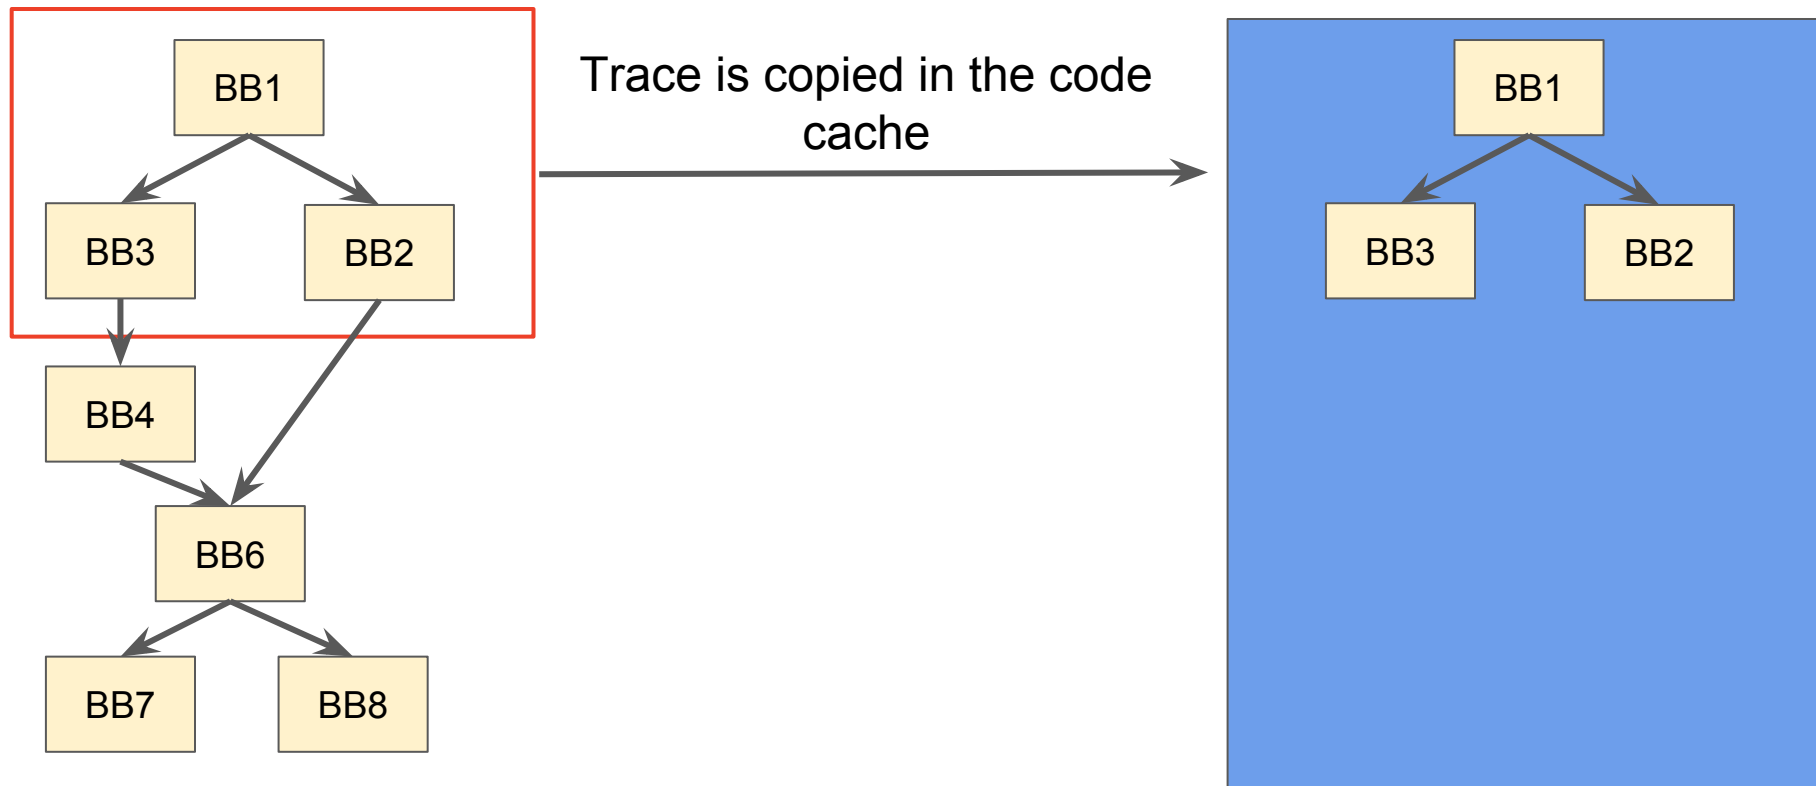 BB1
Trace is copied in the code
cache
BB1
BB3
BB2
BB3
BB2
BB4
BB6
BB7
BB8